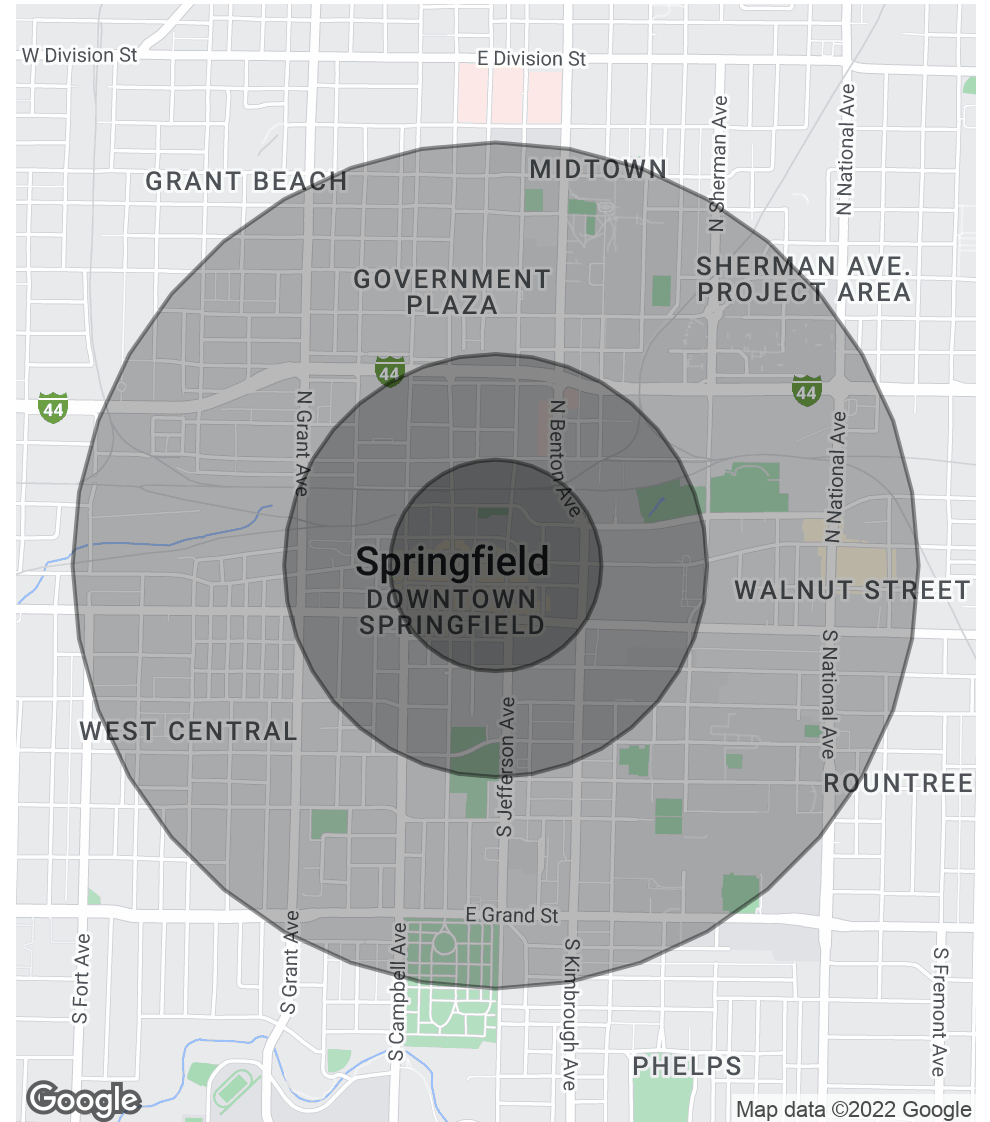 W Division St
E Division St
N Sherman Ave
N National Ave
MIDTOWN
GRANT BEACH
SHERMAN AVE.
PROJECT AREA
GOVERNMENT
PLAZA
44
44
44
N Grant Ave
N Benton Ave
N National Ave
Springfield
DOWNTOWN
SPRINGFIELD
WALNUT STREET
S National Ave
WEST CENTRAL
S Jefferson Ave
ROUNTREE
E Grand St
S Fort Ave
S Grant Ave
S Campbell Ave
S Kimbrough Ave
S Fremont Ave
PHELPS
Google
Map data ©2022 Google